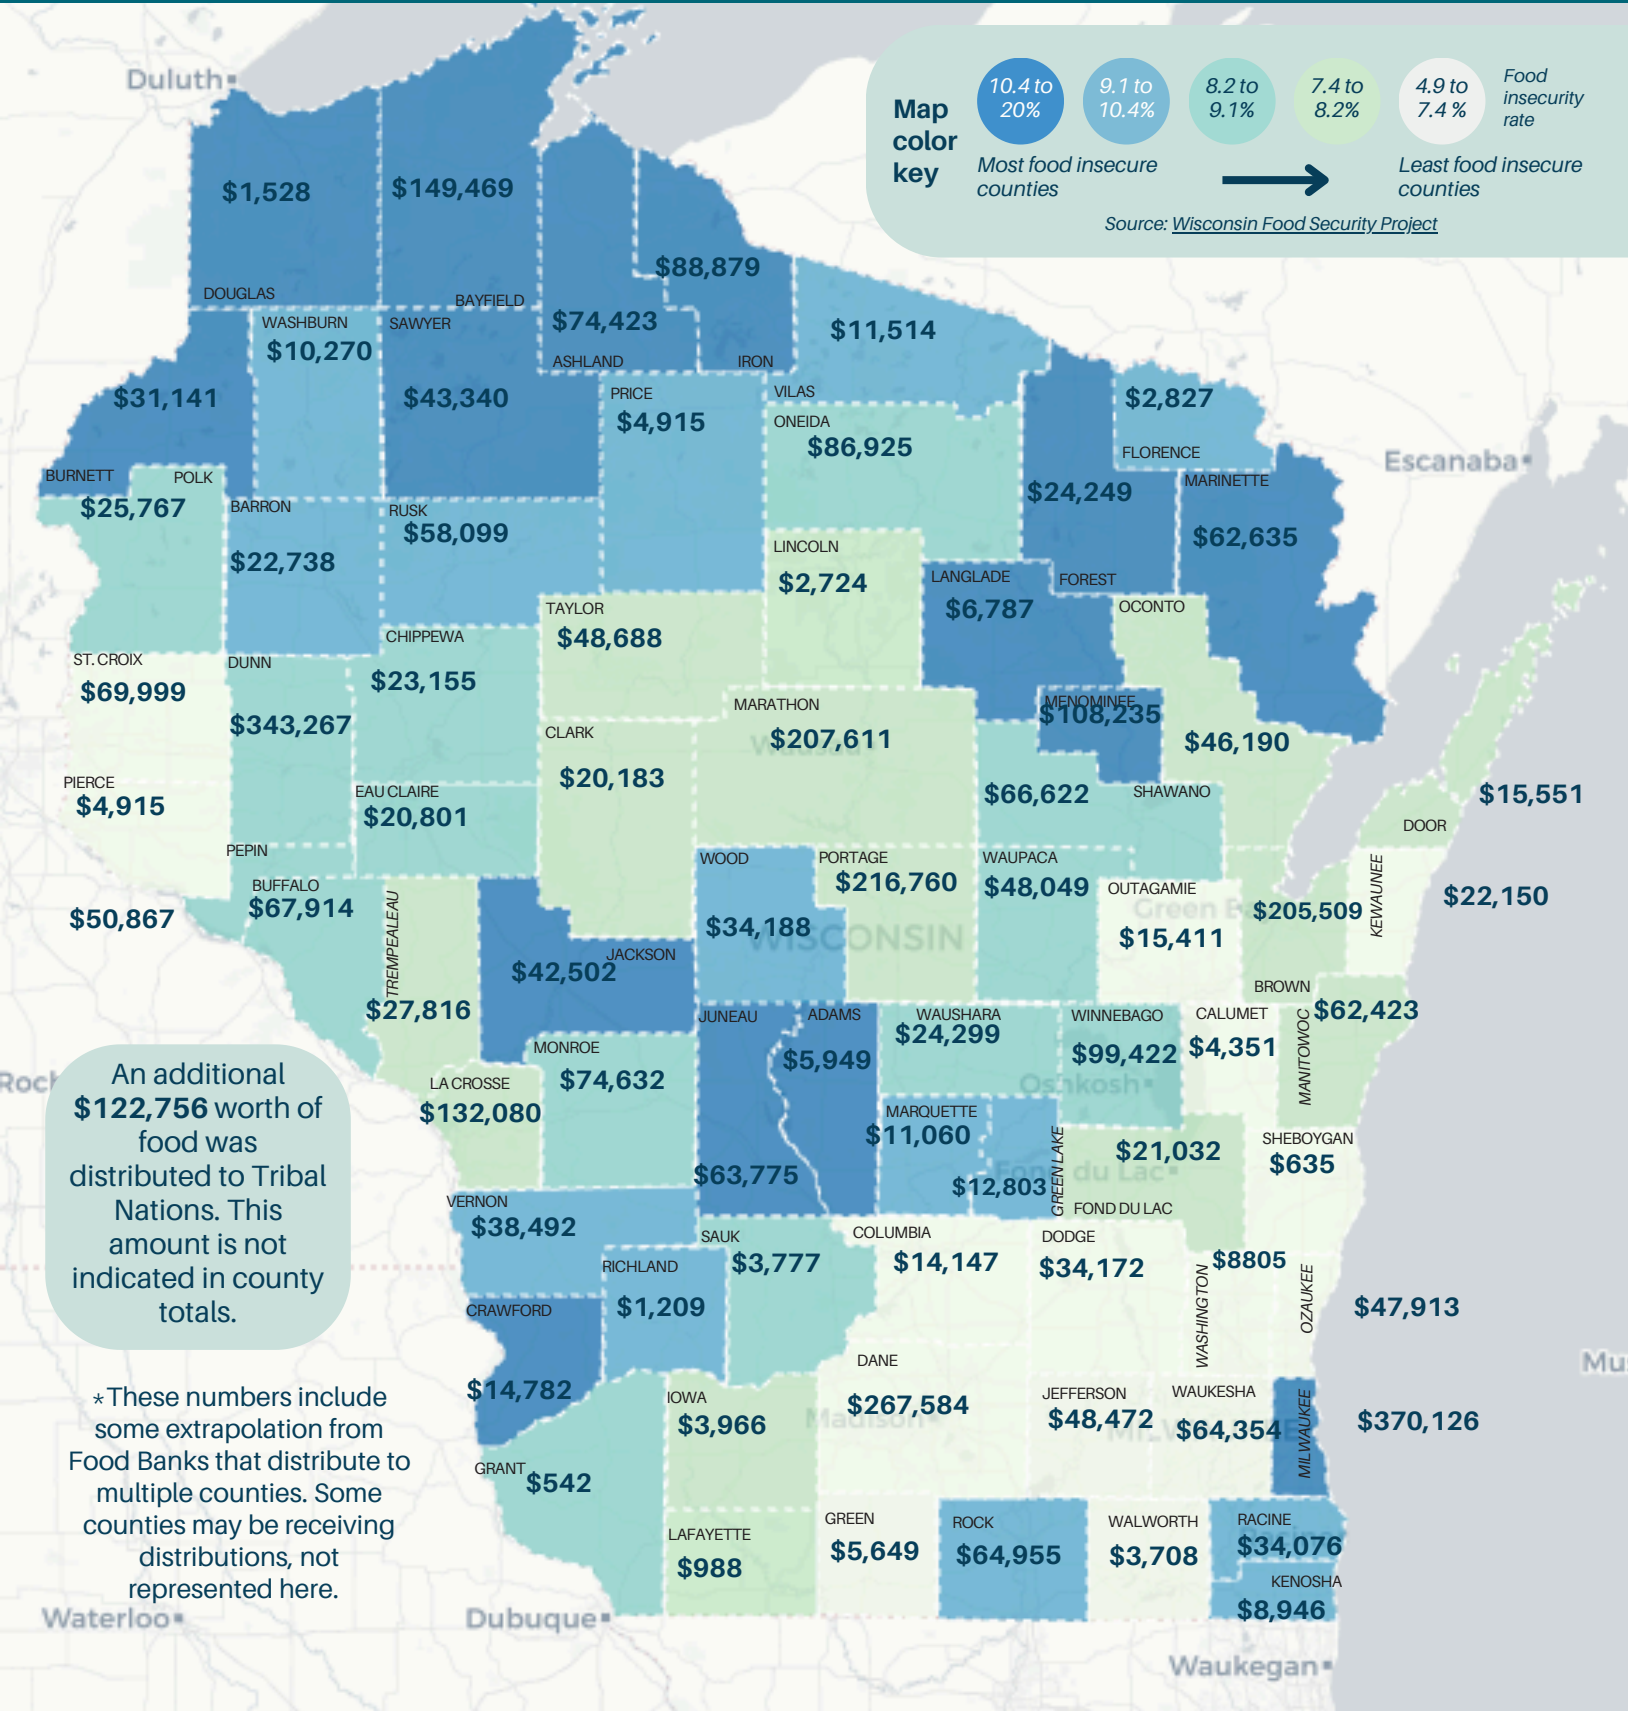 Duluth
Map
color
key
10.4 to
20%
9.1 to
10.4%
8.2 to
9.1%
7.4 to
8.2%
4.9 to
7.4 %
Food
insecurity
rate
Most food insecure
counties
Least food insecure
counties
Source: Wisconsin Food Security Project
$1,528
DOUGLAS
$149,469
BAYFIELD
$74,423
ASHLAND
$88,879
IRON
$11,514
VILAS
WASHBURN
$10,270
SAWYER
$43,340
$31,141
BURNETT
PRICE
$4,915
ONEIDA
$86,925
$2,827
FLORENCE
Escanaba
$24,249
FOREST
MARINETTE
$62,635
POLK
$25,767
BARRON
$22,738
RUSK
$58,099
LINCOLN
$2,724
LANGLADE
$6,787
OCONTO
$46,190
TAYLOR
$48,688
CHIPPEWA
$23,155
ST. CROIX
$69,999
DUNN
$343,267
MARATHON
Wausau
$207,611
MENOMINEE
$108,235
CLARK
$20,183
PIERCE
$4,915
EAU CLAIRE
$20,801
$66,622
SHAWANO
$15,551
DOOR
PEPIN
$50,867
BUFFALO
$67,914
TREMPEALEAU
$27,816
WOOD
$34,188
PORTAGE
$216,760
WAUPACA
$48,049
OUTAGAMIE
$15,411
Green B
$205,509
BROWN
KEWAUNEE
$22,150
WISCONSIN
JACKSON
$42,502
JUNEAU
$63,775
ADAMS
$5,949
WAUSHARA
$24,299
WINNEBAGO
$99,422
Oshkosh
CALUMET
$4,351
MANITOWOC
$62,423
MONROE
$74,632
LA CROSSE
$132,080
Roch
An additional
$122,756 worth of
food was
distributed to Tribal
Nations. This
amount is not
indicated in county
totals.
MARQUETTE
$11,060
$12,803
GREEN LAKE
$21,032
Fond du Lac
FOND DU LAC
SHEBOYGAN
$635
VERNON
$38,492
RICHLAND
$1,209
SAUK
$3,777
COLUMBIA
$14,147
DODGE
$34,172
$8805
WASHINGTON
OZAUKEE
$47,913
Mu
CRAWFORD
$14,782
DANE
$267,584
Madison
JEFFERSON
$48,472
WAUKESHA
$64,354
MILWAUKEE
$370,126
IOWA
$3,966
GRANT
$542
*These numbers include
some extrapolation from
Food Banks that distribute to
multiple counties. Some
counties may be receiving
distributions, not
represented here.
LAFAYETTE
$988
GREEN
$5,649
ROCK
$64,955
WALWORTH
$3,708
RACINE
Racine
$34,076
KENOSHA
$8,946
Waterloo
Dubuque
Waukegan